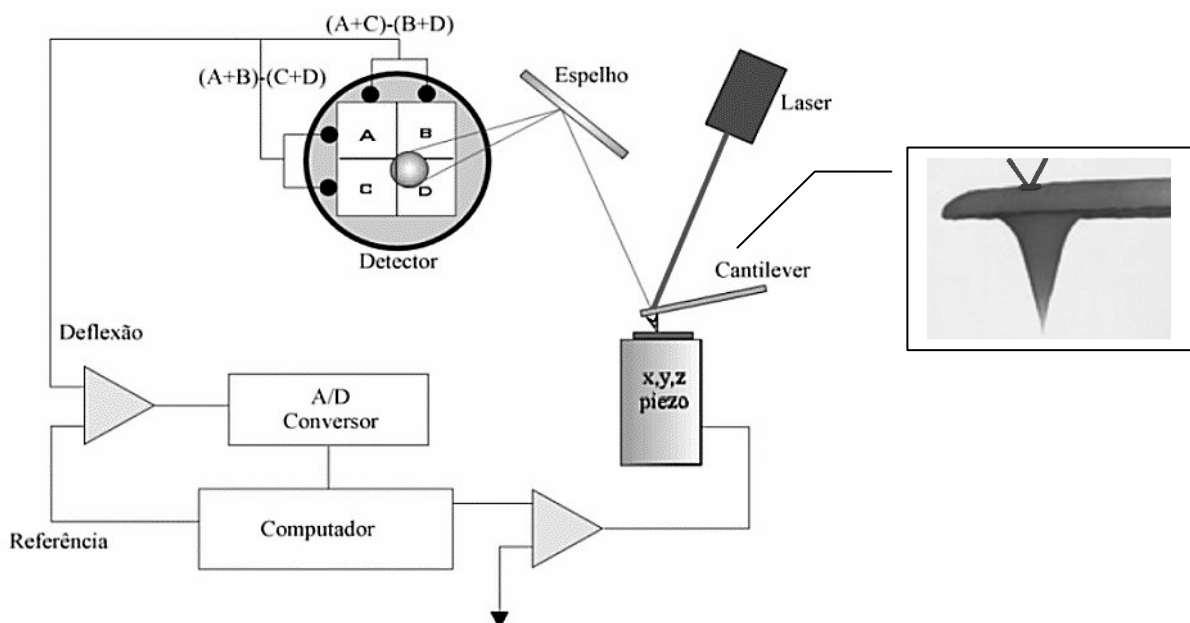 (A+C)-(B+D)
(A+B)-(C+D)
Espelho
Laser
A
B
C
D
Detector
Cantilever
Deflexão
x,y,z
piezo
A/D
Conversor
Computador
Referência